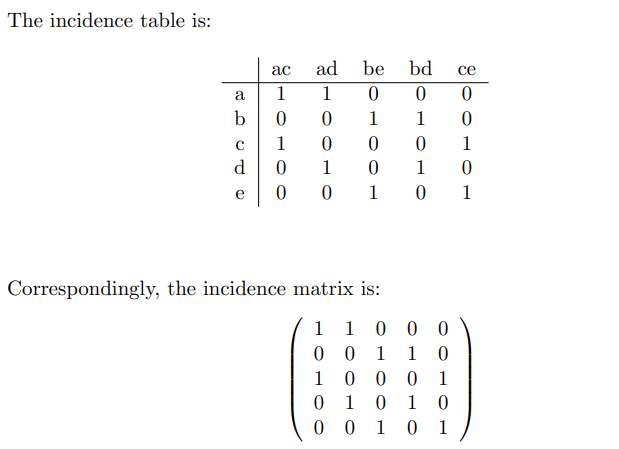 The incidence table is:
ac ad be bd ce
a 1 1 0 0 0
b 0 0 1 1 0
c 1 0 0 0 1
d 0 1 0 1 0
e 0 0 1 0 1
Correspondingly, the incidence matrix is:
1 1 0 0 0
0 0 1 1 0
1 0 0 0 1
0 1 0 1 0
0 0 1 0 1